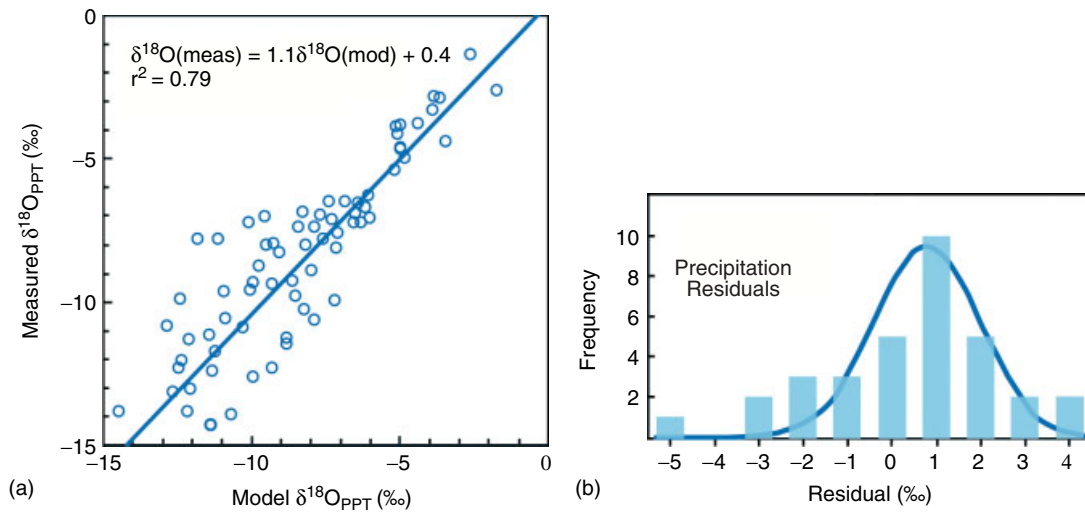 δ¹⁸O(meas) = 1.1δ¹⁸O(mod) + 0.4
r² = 0.79
Measured δ¹⁸O_PPT (‰)
0
−5
−10
−15
−15
−10
−5
0
Model δ¹⁸O_PPT (‰)
(a)
Precipitation
Residuals
Frequency
10
8
6
4
2
−5 −4 −3 −2 −1 0 1 2 3 4
Residual (‰)
(b)